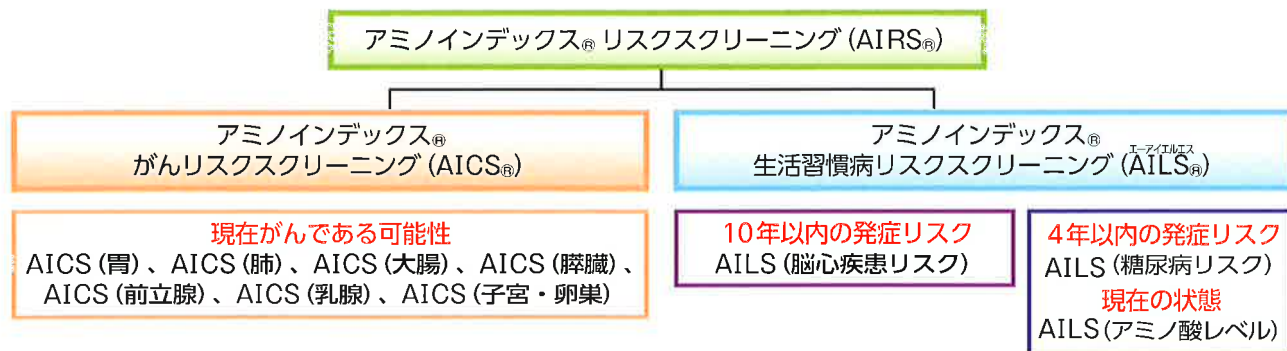 アミノインデックス® リスクスクリーニング(AIRS®)
アミノインデックス®
がんリスクスクリーニング(AICS®)
アミノインデックス®
エーアイエルエス
生活習慣病リスクスクリーニング(AILS®)
現在がんである可能性
AICS(胃)、AICS(肺)、AICS(大腸)、AICS(膵臓)、
AICS(前立腺)、AICS(乳腺)、AICS(子宮・卵巣)
10年以内の発症リスク
AILS(脳心疾患リスク)
4年以内の発症リスク
AILS(糖尿病リスク)
現在の状態
AILS(アミノ酸レベル)